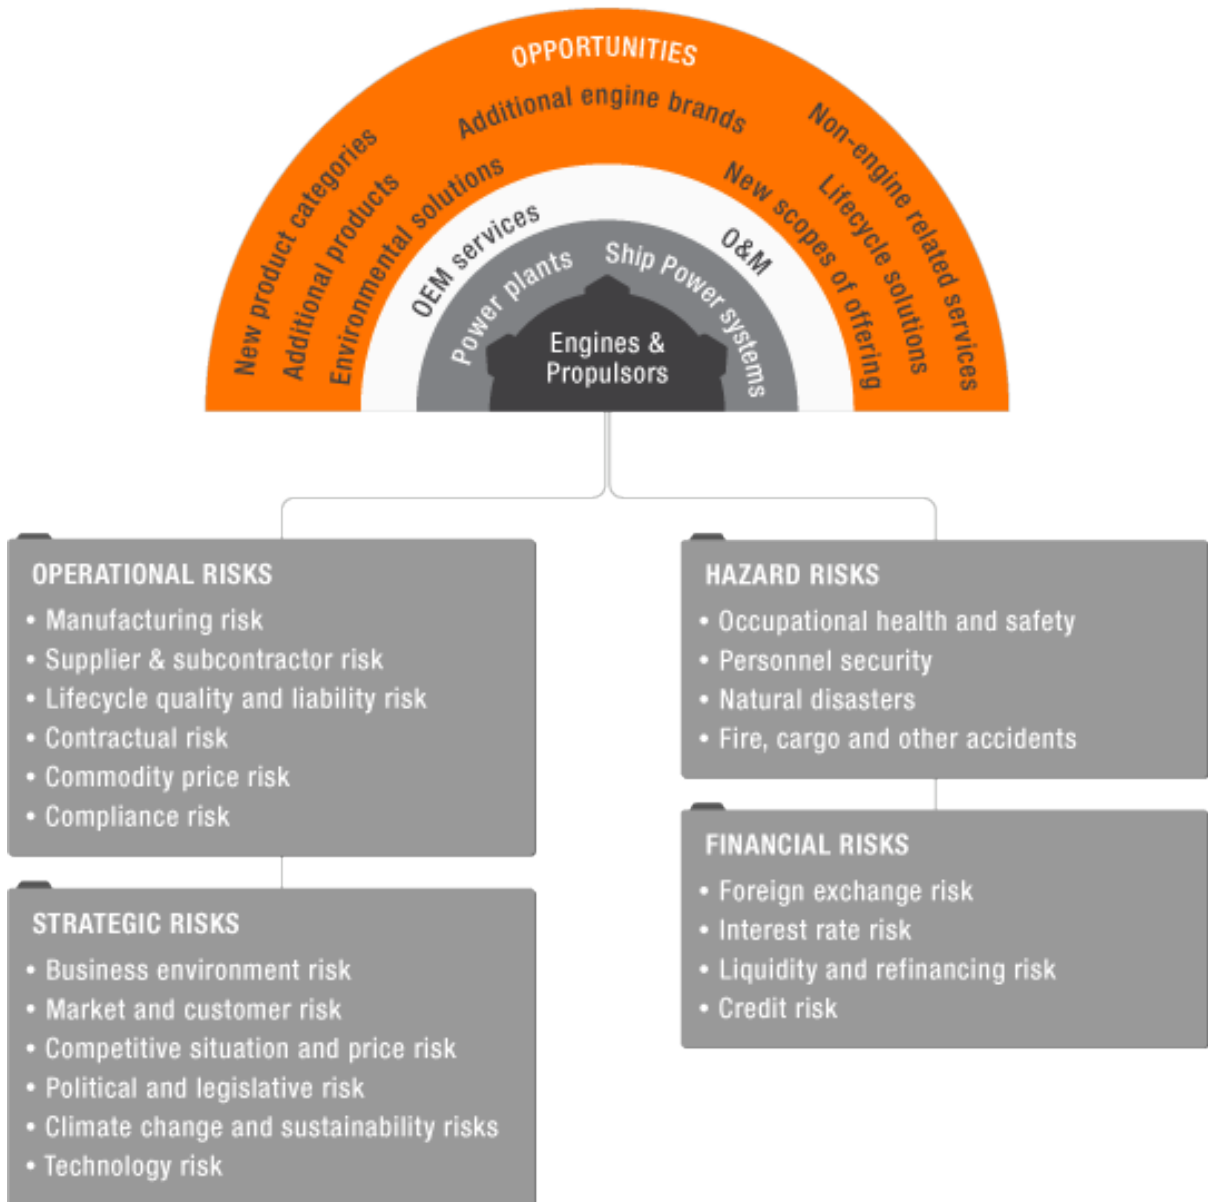 OPPORTUNITIES
Additional engine brands
New product categories
Additional products
Environmental solutions
New scopes of offering
Lifecycle solutions
Non-engine related services
OEM services
O&M
Power plants
Ship Power systems
Engines &
Propulsors
OPERATIONAL RISKS
• Manufacturing risk
• Supplier & subcontractor risk
• Lifecycle quality and liability risk
• Contractual risk
• Commodity price risk
• Compliance risk
STRATEGIC RISKS
• Business environment risk
• Market and customer risk
• Competitive situation and price risk
• Political and legislative risk
• Climate change and sustainability risks
• Technology risk
HAZARD RISKS
• Occupational health and safety
• Personnel security
• Natural disasters
• Fire, cargo and other accidents
FINANCIAL RISKS
• Foreign exchange risk
• Interest rate risk
• Liquidity and refinancing risk
• Credit risk